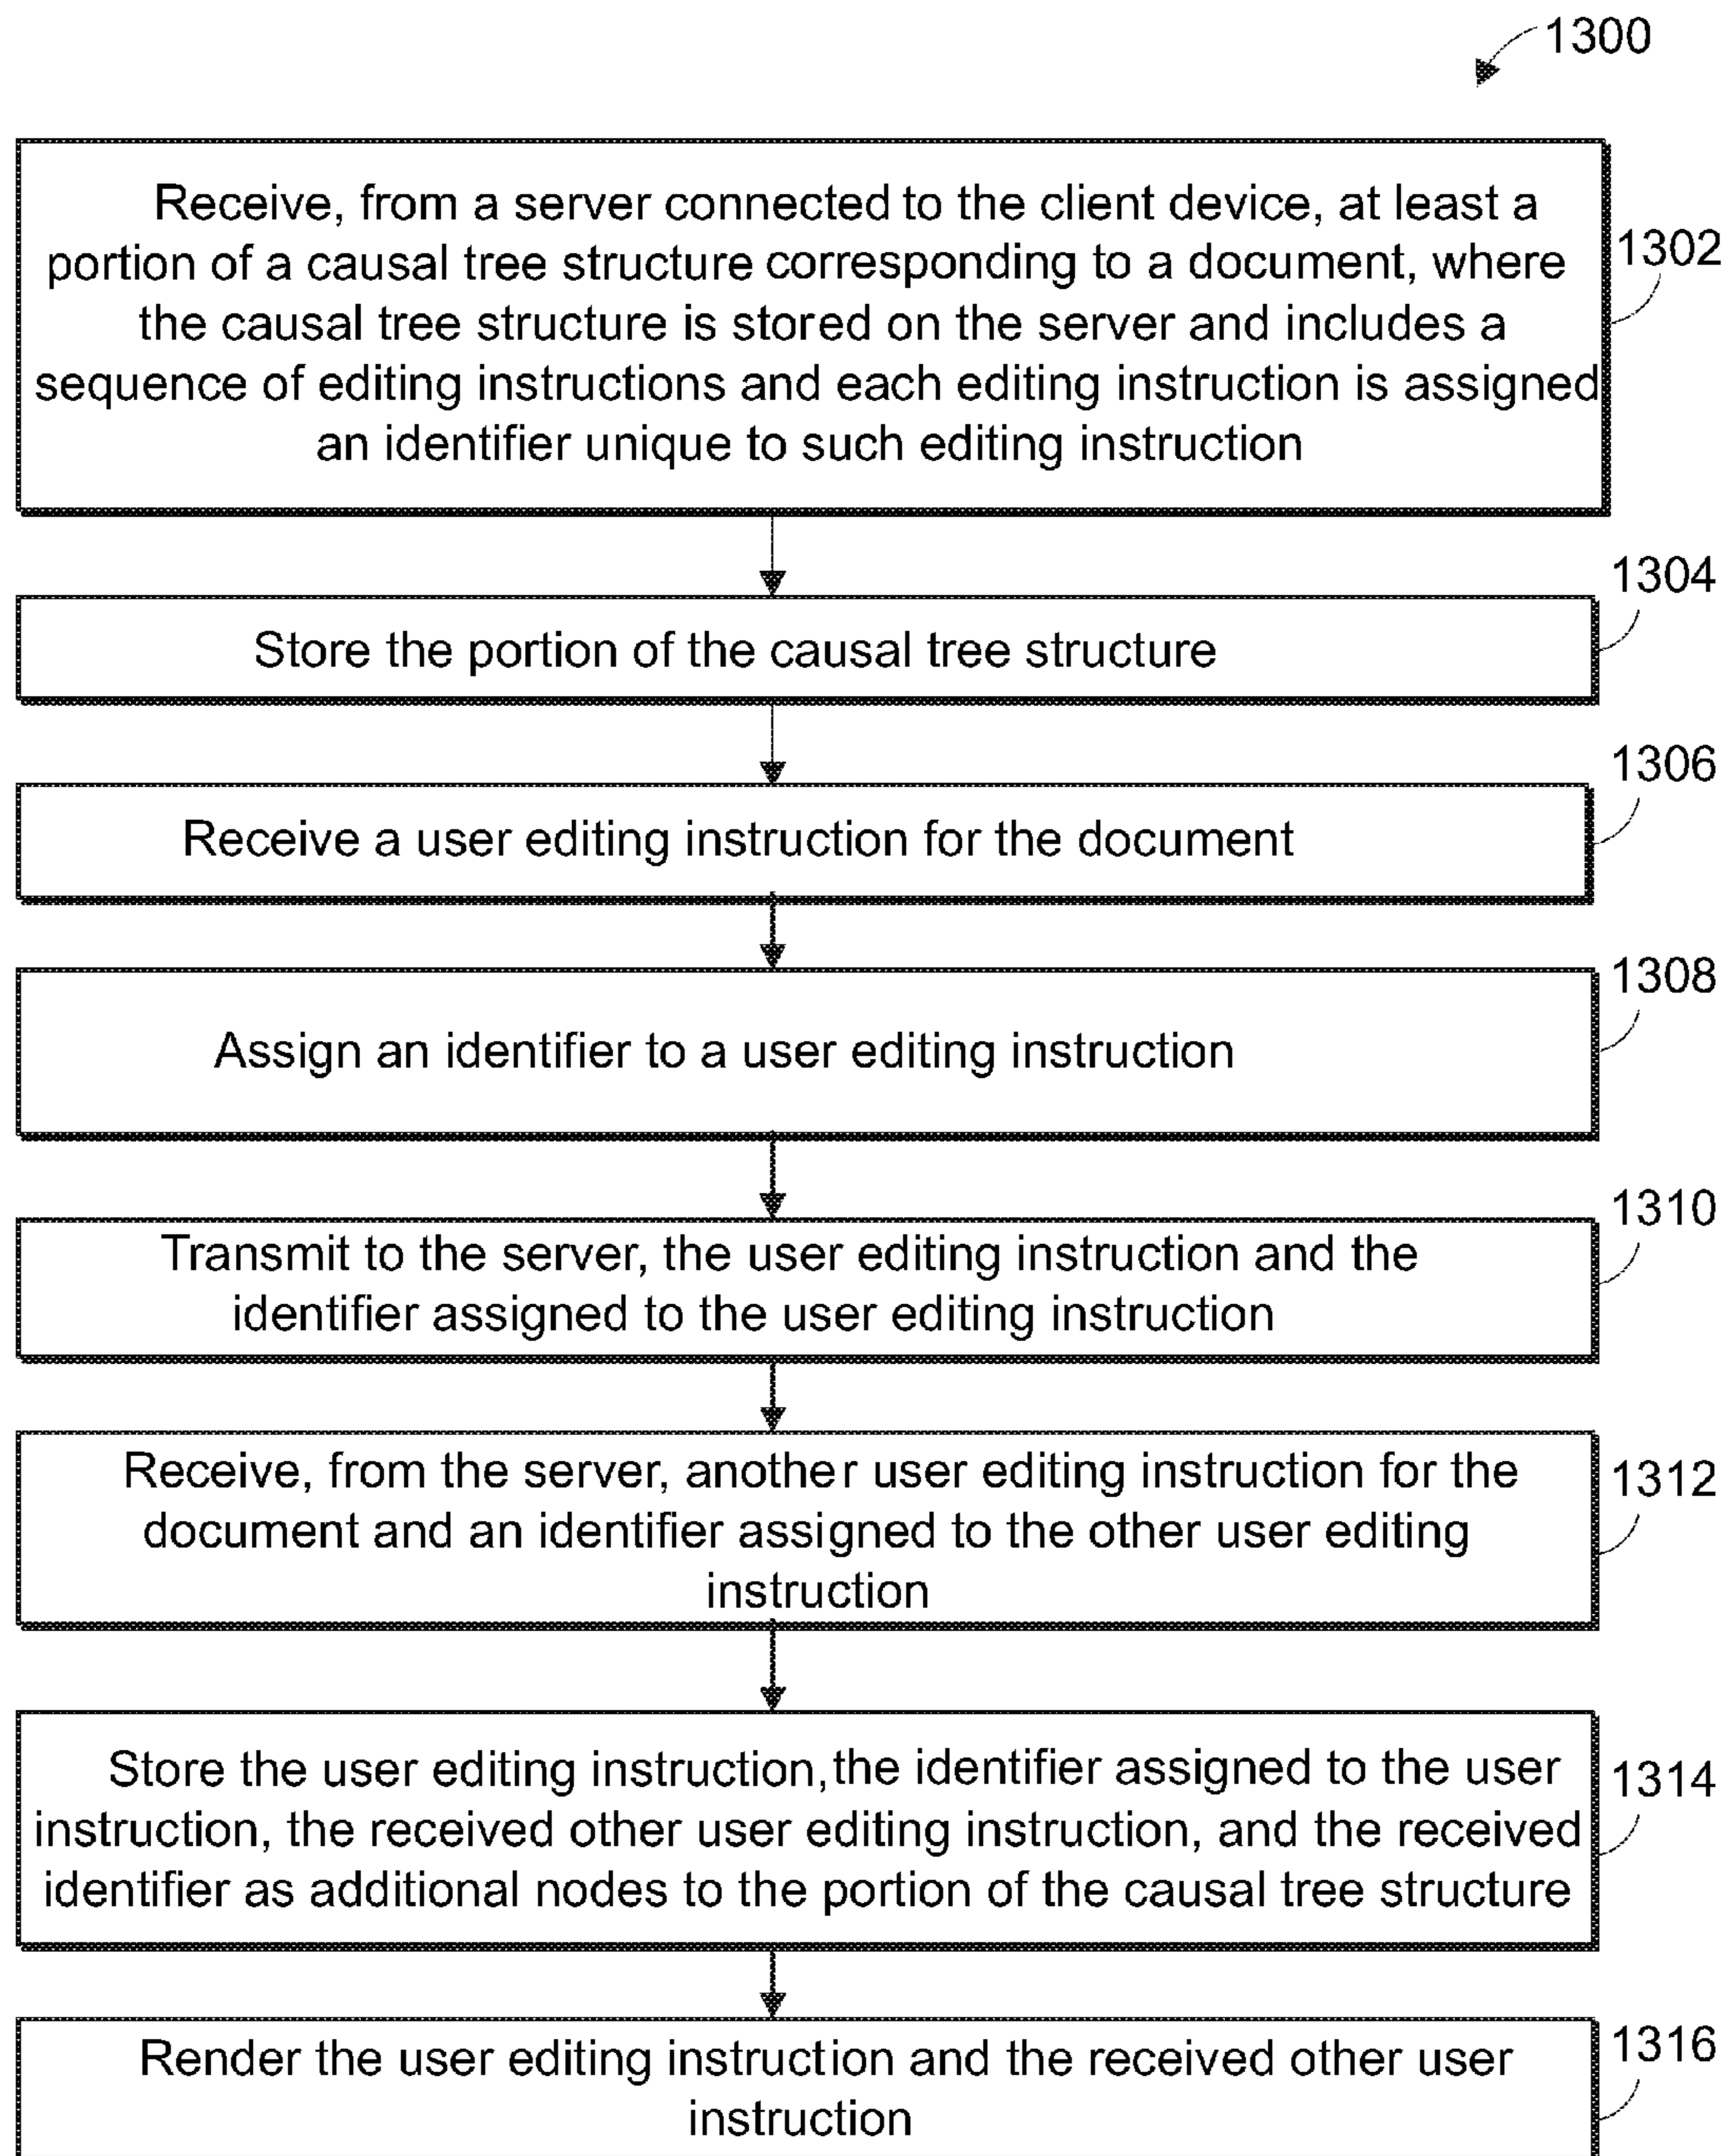 1300
Receive, from a server connected to the client device, at least a
portion of a causal tree structure corresponding to a document, where
the causal tree structure is stored on the server and includes a
sequence of editing instructions and each editing instruction is assigned
an identifier unique to such editing instruction
1302
Store the portion of the causal tree structure
1304
Receive a user editing instruction for the document
1306
Assign an identifier to a user editing instruction
1308
Transmit to the server, the user editing instruction and the
identifier assigned to the user editing instruction
1310
Receive, from the server, another user editing instruction for the
document and an identifier assigned to the other user editing
instruction
1312
Store the user editing instruction, the identifier assigned to the user
instruction, the received other user editing instruction, and the received
identifier as additional nodes to the portion of the causal tree structure
1314
Render the user editing instruction and the received other user
instruction
1316